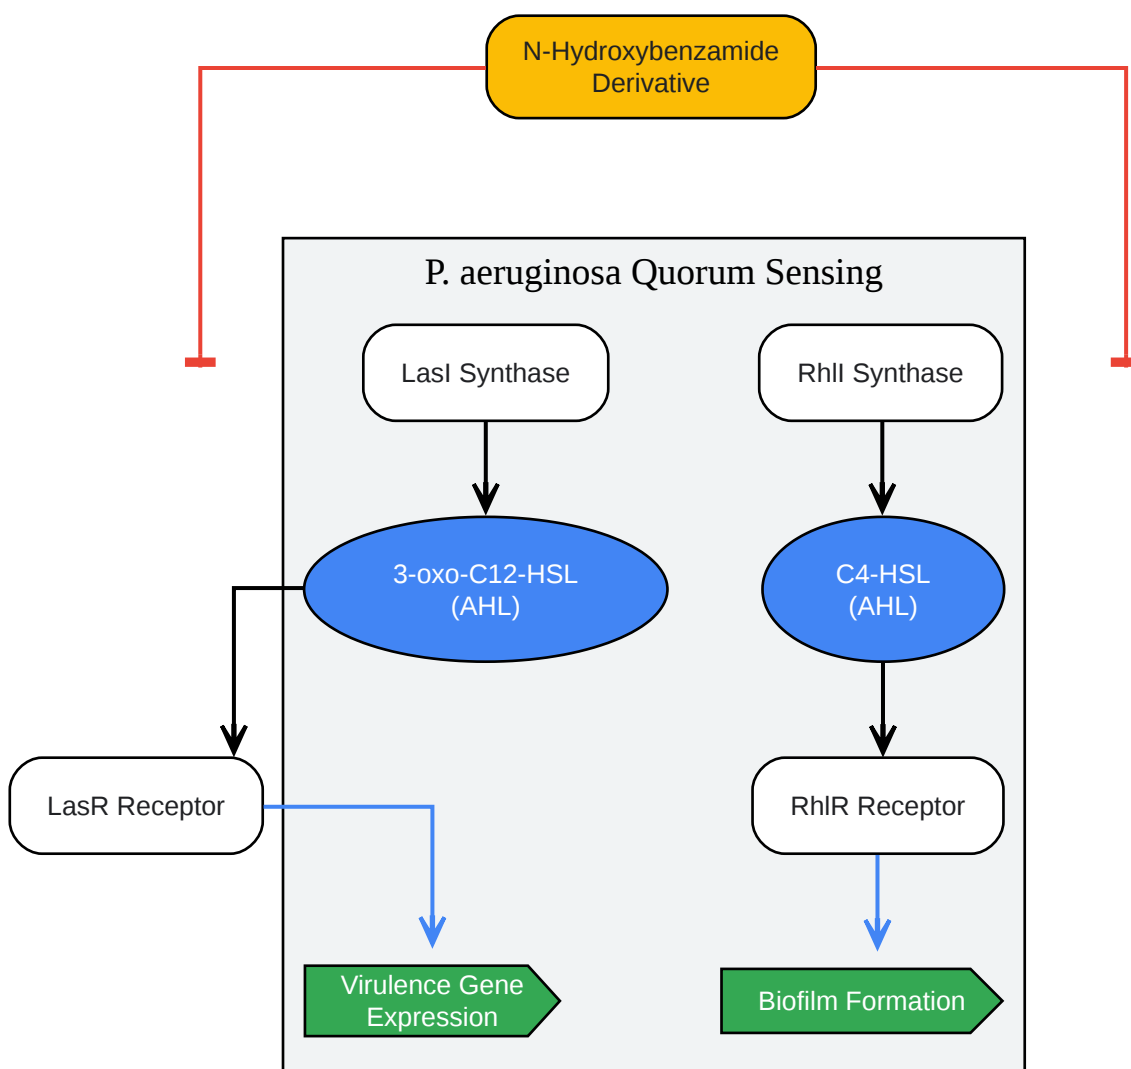 N-Hydroxybenzamide
Derivative
P. aeruginosa Quorum Sensing
LasI Synthase
RhlI Synthase
3-oxo-C12-HSL
(AHL)
C4-HSL
(AHL)
LasR Receptor
RhlR Receptor
Virulence Gene
Expression
Biofilm Formation